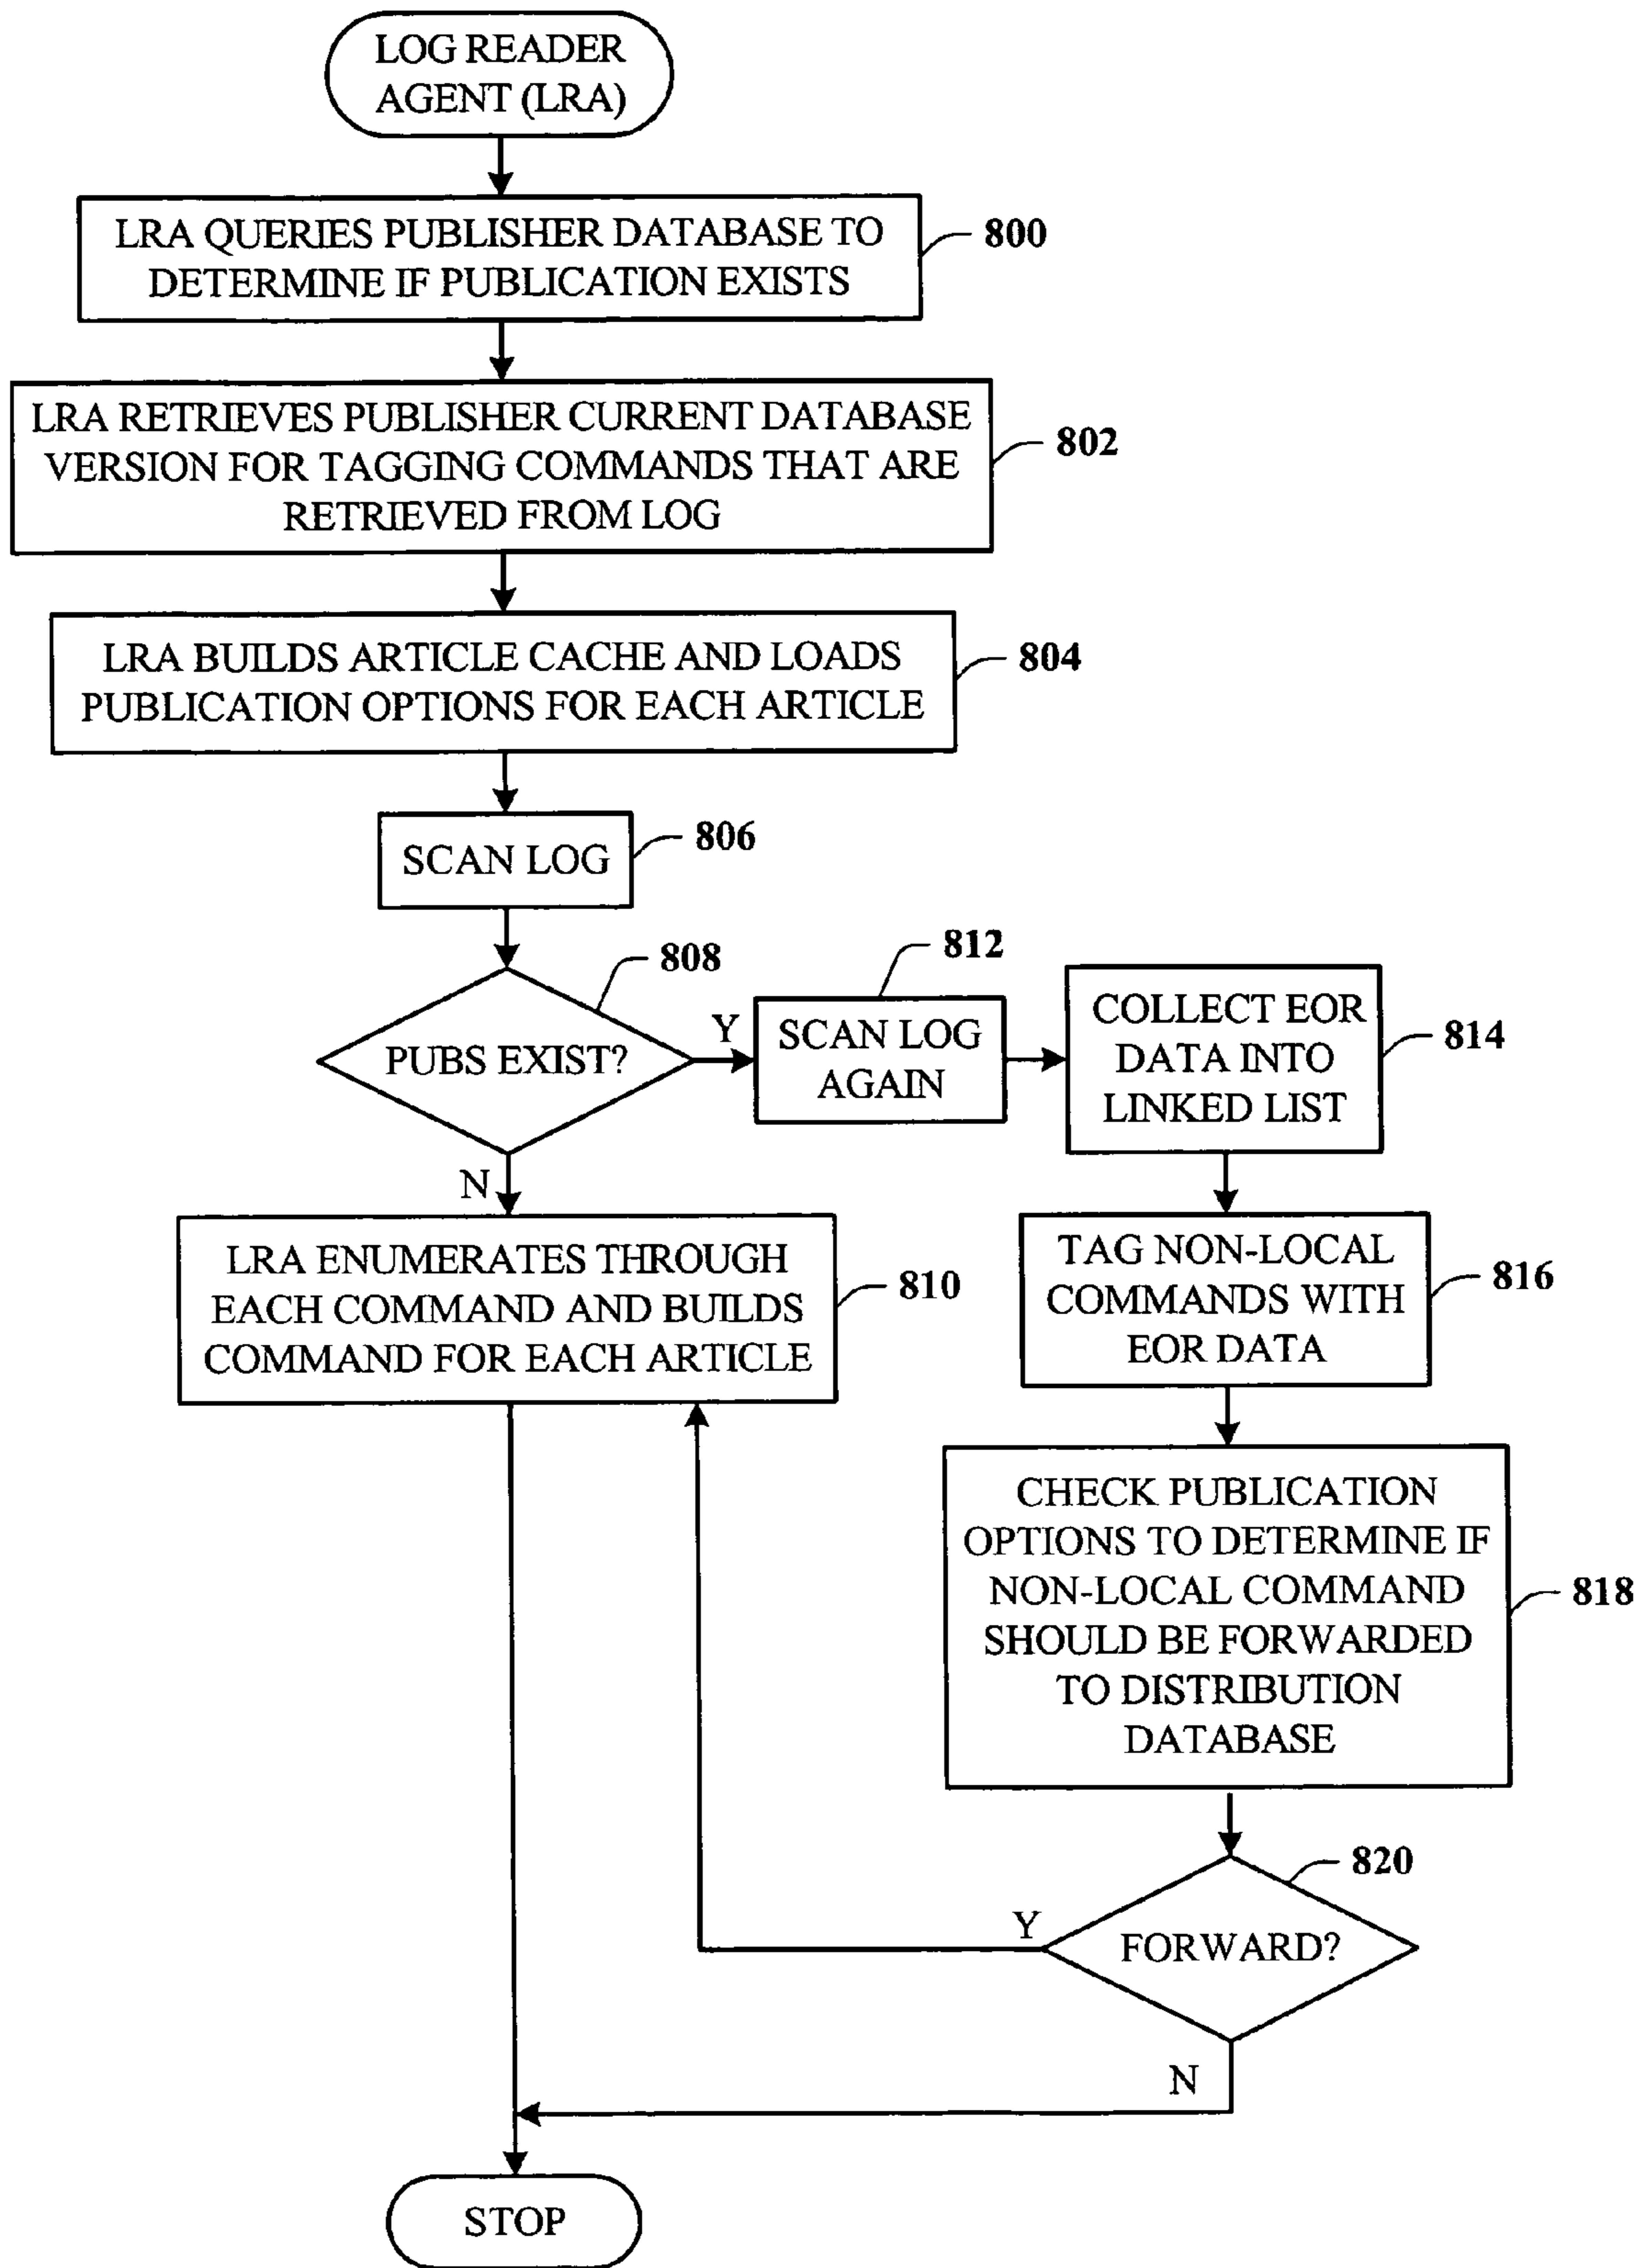 LOG READER
AGENT (LRA)
LRA QUERIES PUBLISHER DATABASE TO
DETERMINE IF PUBLICATION EXISTS
800
LRA RETRIEVES PUBLISHER CURRENT DATABASE
VERSION FOR TAGGING COMMANDS THAT ARE
RETRIEVED FROM LOG
802
LRA BUILDS ARTICLE CACHE AND LOADS
PUBLICATION OPTIONS FOR EACH ARTICLE
804
SCAN LOG
806
PUBS EXIST?
808
Y
N
SCAN LOG
AGAIN
812
COLLECT EOR
DATA INTO
LINKED LIST
814
LRA ENUMERATES THROUGH
EACH COMMAND AND BUILDS
COMMAND FOR EACH ARTICLE
810
TAG NON-LOCAL
COMMANDS WITH
EOR DATA
816
CHECK PUBLICATION
OPTIONS TO DETERMINE IF
NON-LOCAL COMMAND
SHOULD BE FORWARDED
TO DISTRIBUTION
DATABASE
818
FORWARD?
820
Y
N
STOP